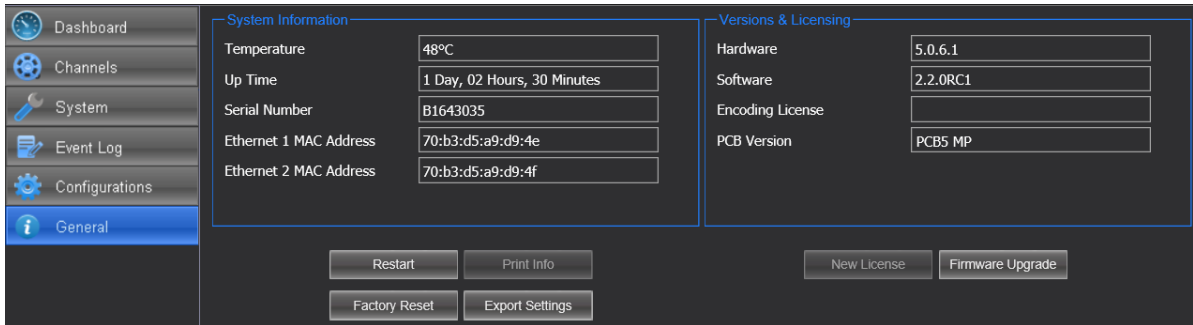 Dashboard
Channels
System
Event Log
Configurations
General
System Information
Temperature 48ºC
Up Time 1 Day, 02 Hours, 30 Minutes
Serial Number B1643035
Ethernet 1 MAC Address 70:b3:d5:a9:d9:4e
Ethernet 2 MAC Address 70:b3:d5:a9:d9:4f
Versions & Licensing
Hardware 5.0.6.1
Software 2.2.0RC1
Encoding License
PCB Version PCB5 MP
Restart Print Info
Factory Reset Export Settings
New License Firmware Upgrade